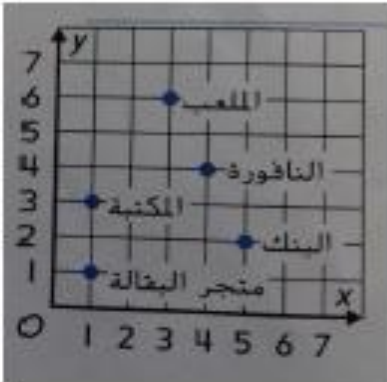 y
7
6 الملعب
5
4 النافورة
3 المكتبة
2 البنك
1 متجر البقالة
x
O 1 2 3 4 5 6 7